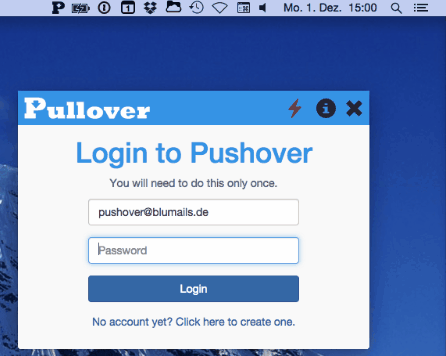 P 1 Mo. 1. Dez. 15:00
Pullover
Login to Pushover
You will need to do this only once.
pushover@blumails.de
Password
Login
No account yet? Click here to create one.